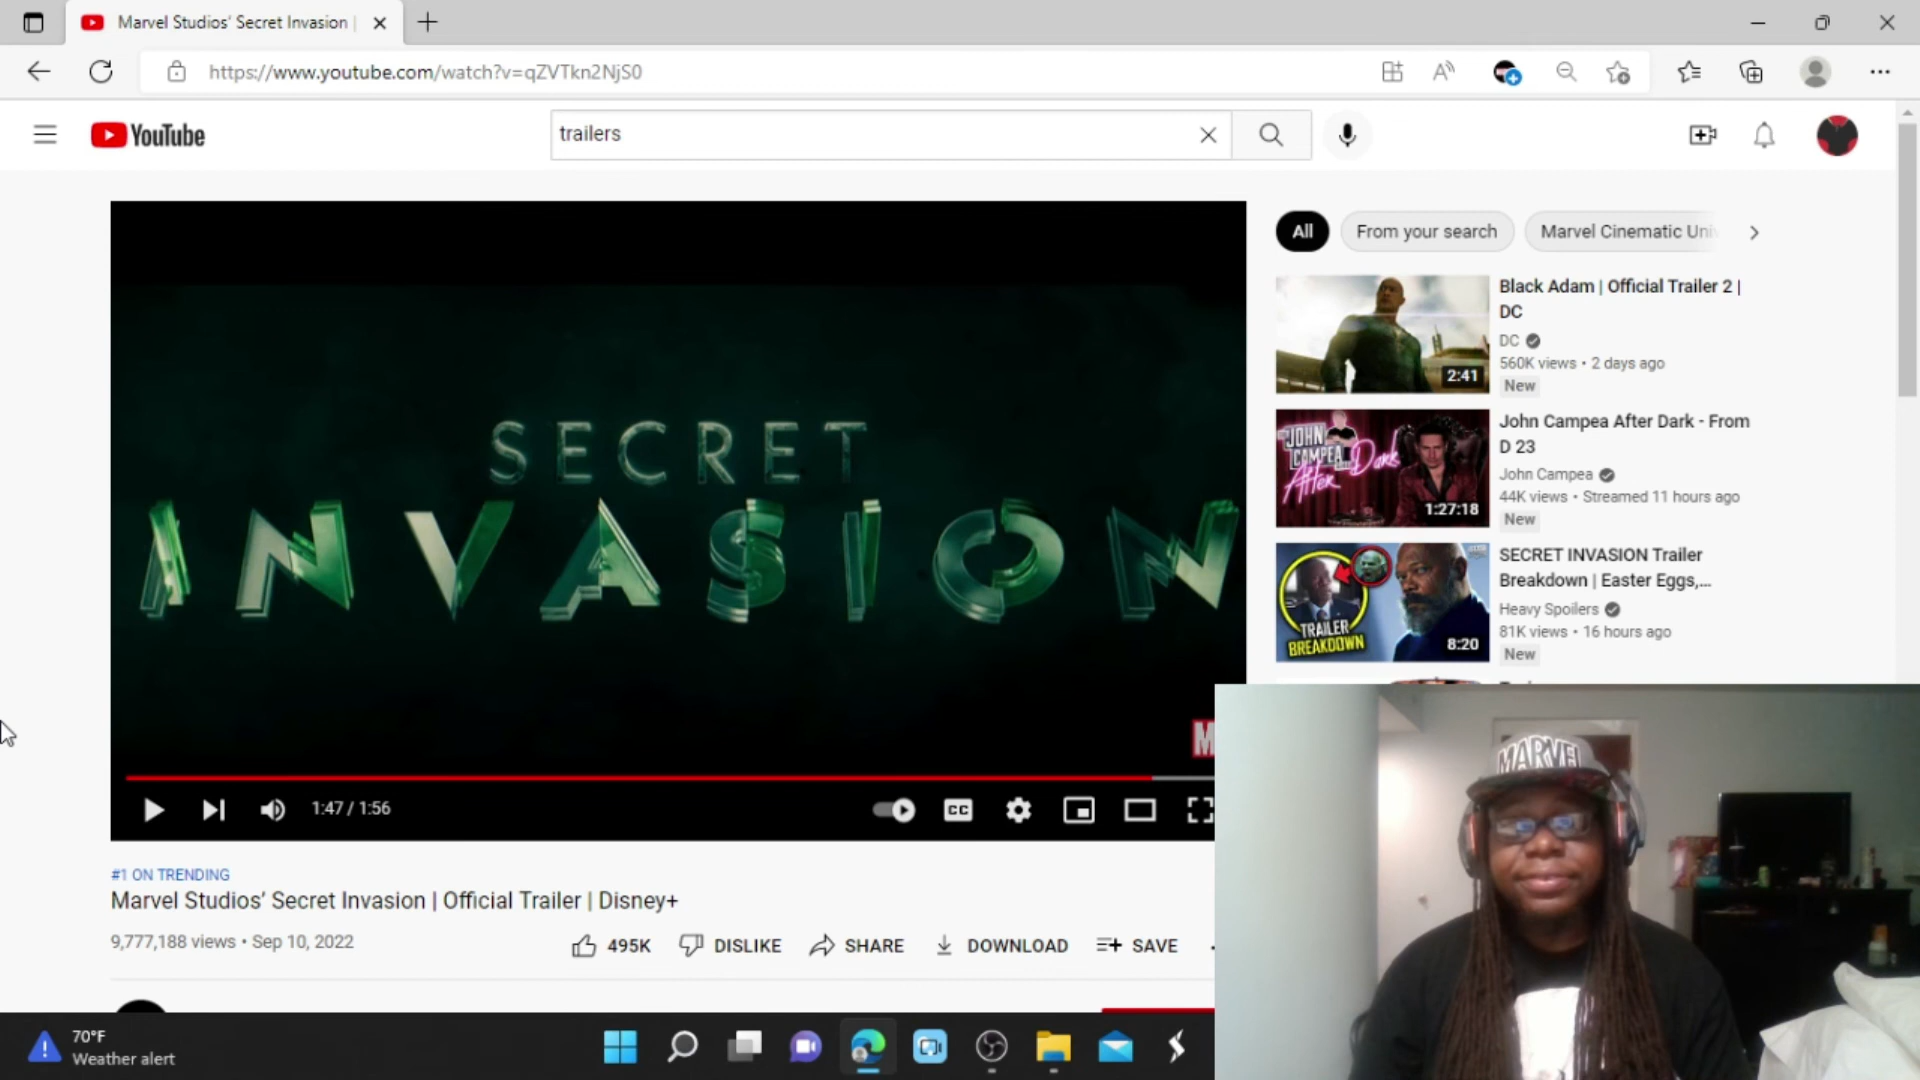 Marvel Studios' Secret Invasion |
https://www.youtube.com/watch?v=qZVTkn2NjS0
YouTube
trailers
SECRET
INVASION
1:47 / 1:56
CC
#1 ON TRENDING
Marvel Studios' Secret Invasion | Official Trailer | Disney+
9,777,188 views • Sep 10, 2022
495K
DISLIKE
SHARE
DOWNLOAD
SAVE
All
From your search
Marvel Cinematic Uni
2:41
Black Adam | Official Trailer 2 |
DC
DC
560K views • 2 days ago
New
JOHN
CAMPEA
After Dark
1:27:18
John Campea After Dark - From
D 23
John Campea
44K views • Streamed 11 hours ago
New
TRAILER
BREAKDOWN
8:20
SECRET INVASION Trailer
Breakdown | Easter Eggs,...
Heavy Spoilers
81K views • 16 hours ago
New
MARVEL
70°F
Weather alert